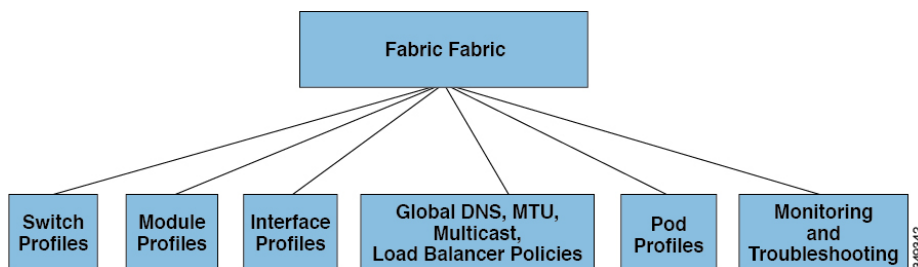 Fabric Fabric
Switch
Profiles
Module
Profiles
Interface
Profiles
Global DNS, MTU,
Multicast,
Load Balancer Policies
Pod
Profiles
Monitoring
and
Troubleshooting